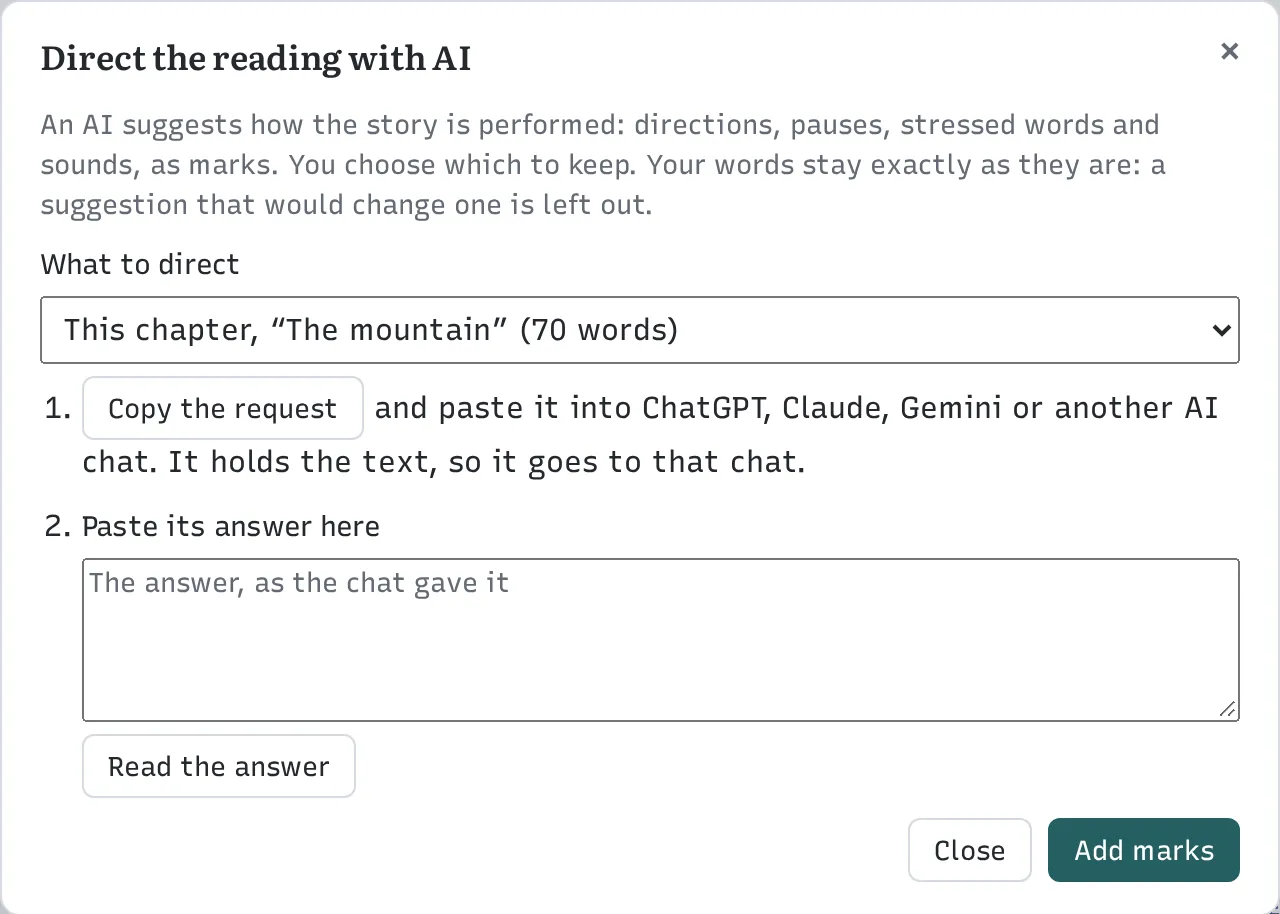 Direct the reading with AI
×
An AI suggests how the story is performed: directions, pauses, stressed words and
sounds, as marks. You choose which to keep. Your words stay exactly as they are: a
suggestion that would change one is left out.
What to direct
This chapter, “The mountain” (70 words)
1. Copy the request and paste it into ChatGPT, Claude, Gemini or another AI
chat. It holds the text, so it goes to that chat.
2. Paste its answer here
The answer, as the chat gave it
Read the answer
Close Add marks